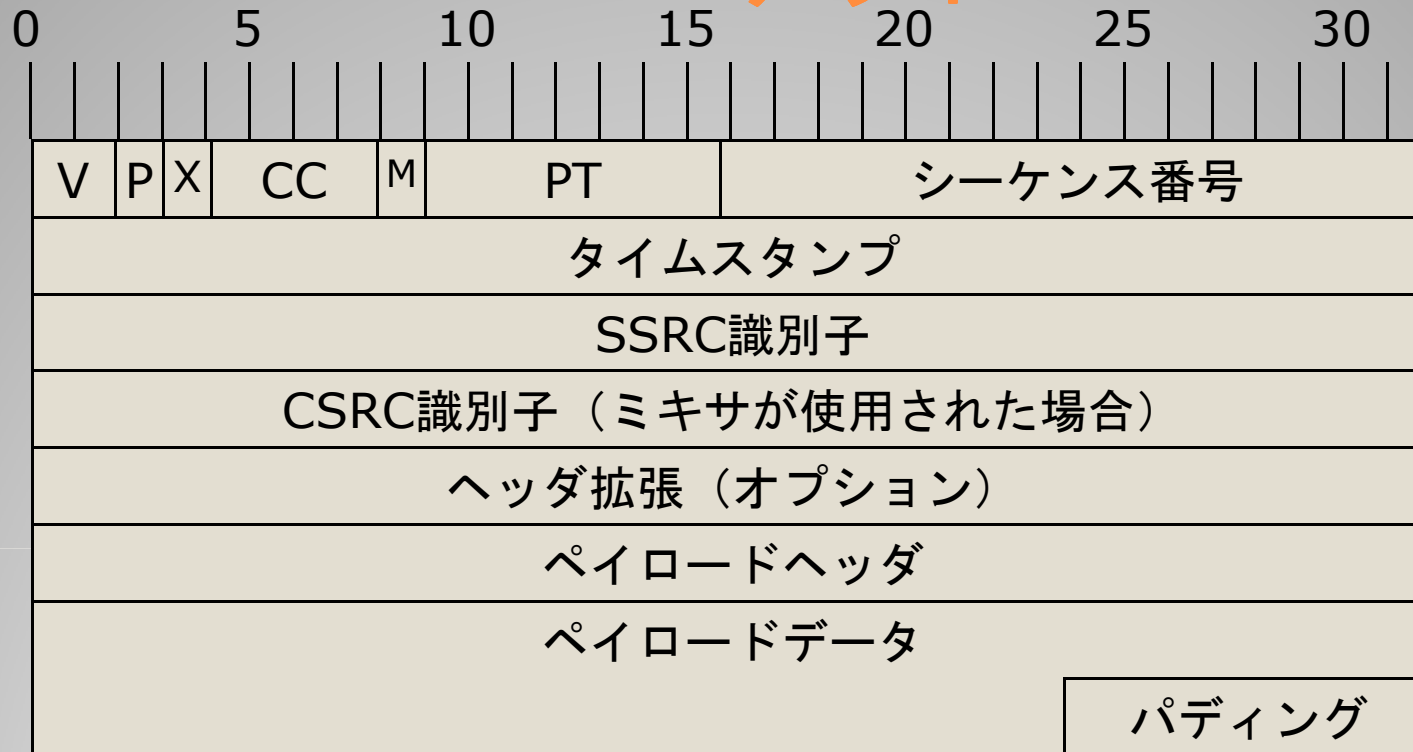 0 5 10 15 20 25 30
V P X CC M PT シーケンス番号
タイムスタンプ
SSRC識別子
CSRC識別子（ミキサが使用された場合）
ヘッダ拡張（オプション）
ペイロードヘッダ
ペイロードデータ
パディング